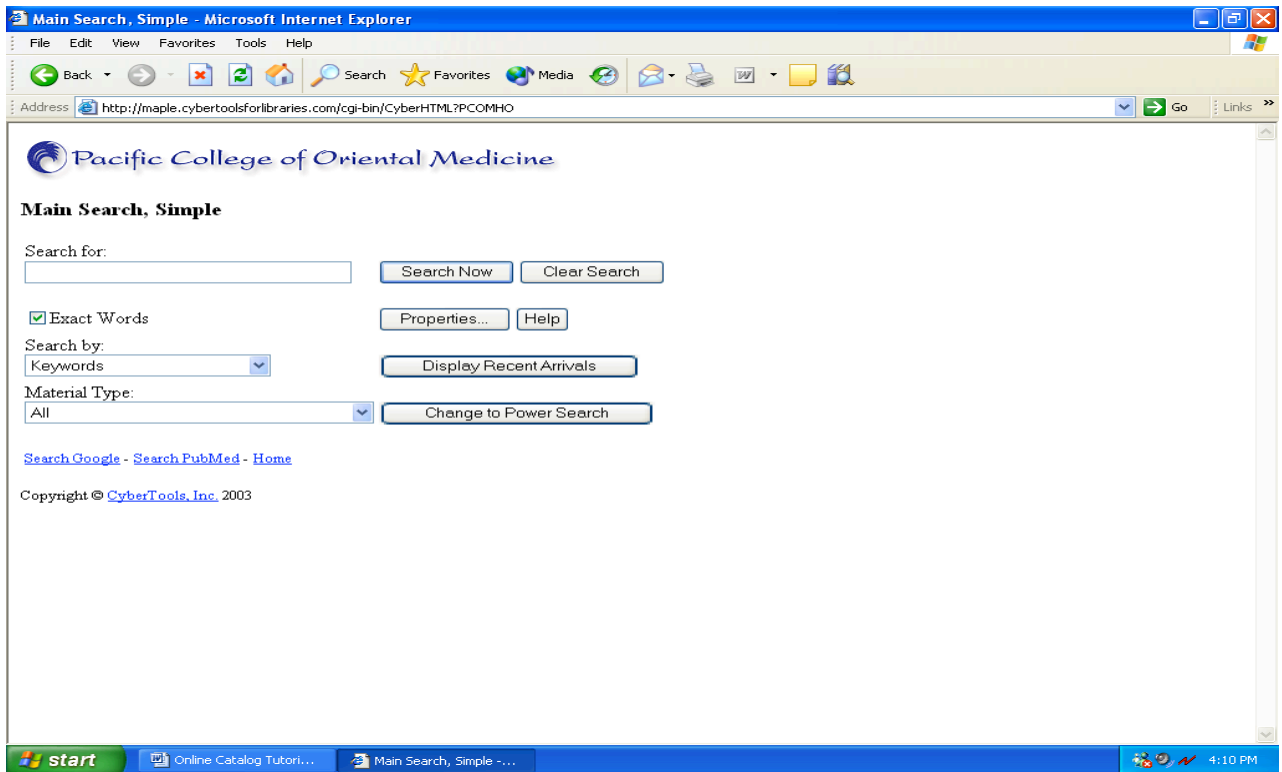 Main Search, Simple - Microsoft Internet Explorer
File Edit View Favorites Tools Help
Back Search Favorites Media
Address http://maple.cybertoolsforlibraries.com/cgi-bin/CyberHTML?PCOMHO Go Links »
Pacific College of Oriental Medicine
Main Search, Simple
Search for:
Search Now Clear Search
Exact Words Properties... Help
Search by:
Keywords Display Recent Arrivals
Material Type:
All Change to Power Search
Search Google - Search PubMed - Home
Copyright © CyberTools, Inc. 2003
start Online Catalog Tutori... Main Search, Simple -... 4:10 PM